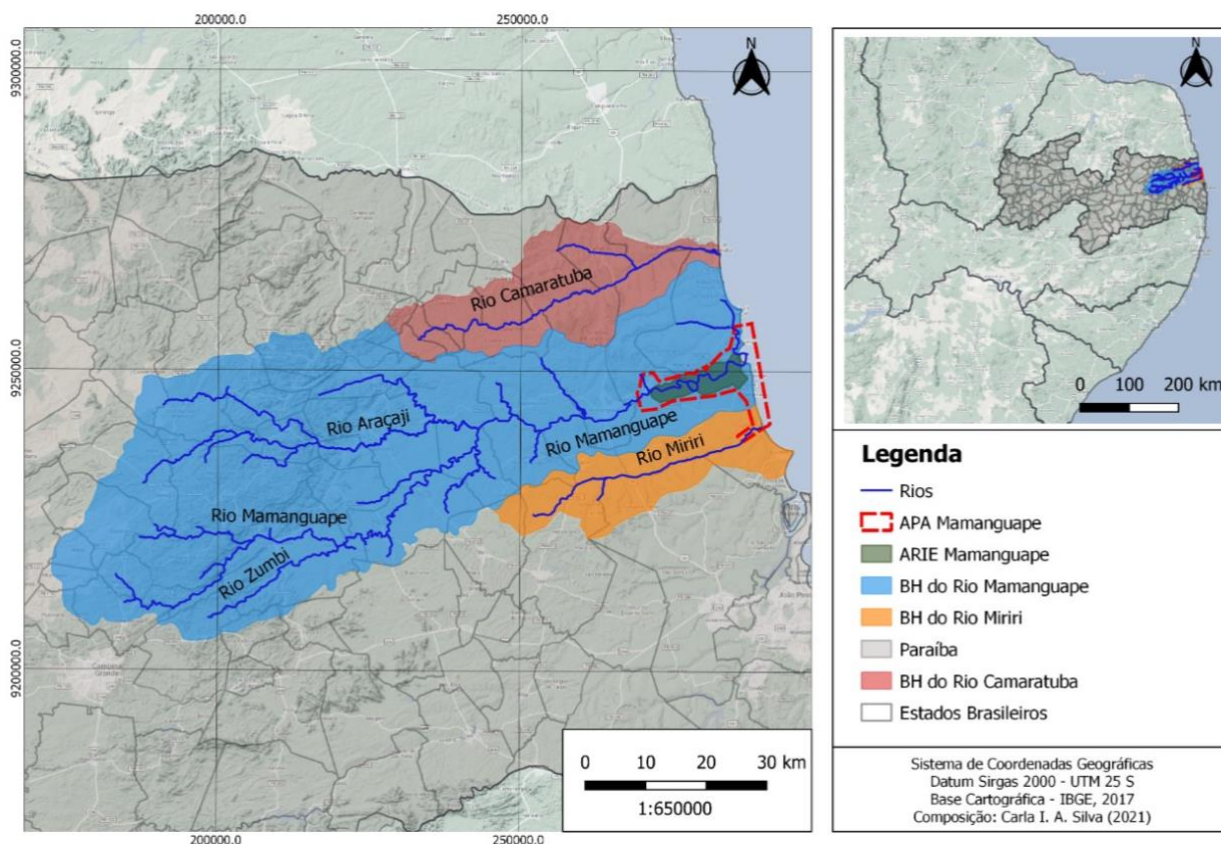 200000.0
250000.0
N
9300000.0
9250000.0
9200000.0
Rio Camaratuba
Rio Araçaji
Rio Mamanguape
Rio Miriri
Rio Mamanguape
Rio Zumbi
0 10 20 30 km
1:650000
200000.0
250000.0
N
0 100 200 km
Legenda
Rios
APA Mamanguape
ARIE Mamanguape
BH do Rio Mamanguape
BH do Rio Miriri
Paraíba
BH do Rio Camaratuba
Estados Brasileiros
Sistema de Coordenadas Geográficas
Datum Sirgas 2000 - UTM 25 S
Base Cartográfica - IBGE, 2017
Composição: Carla I. A. Silva (2021)